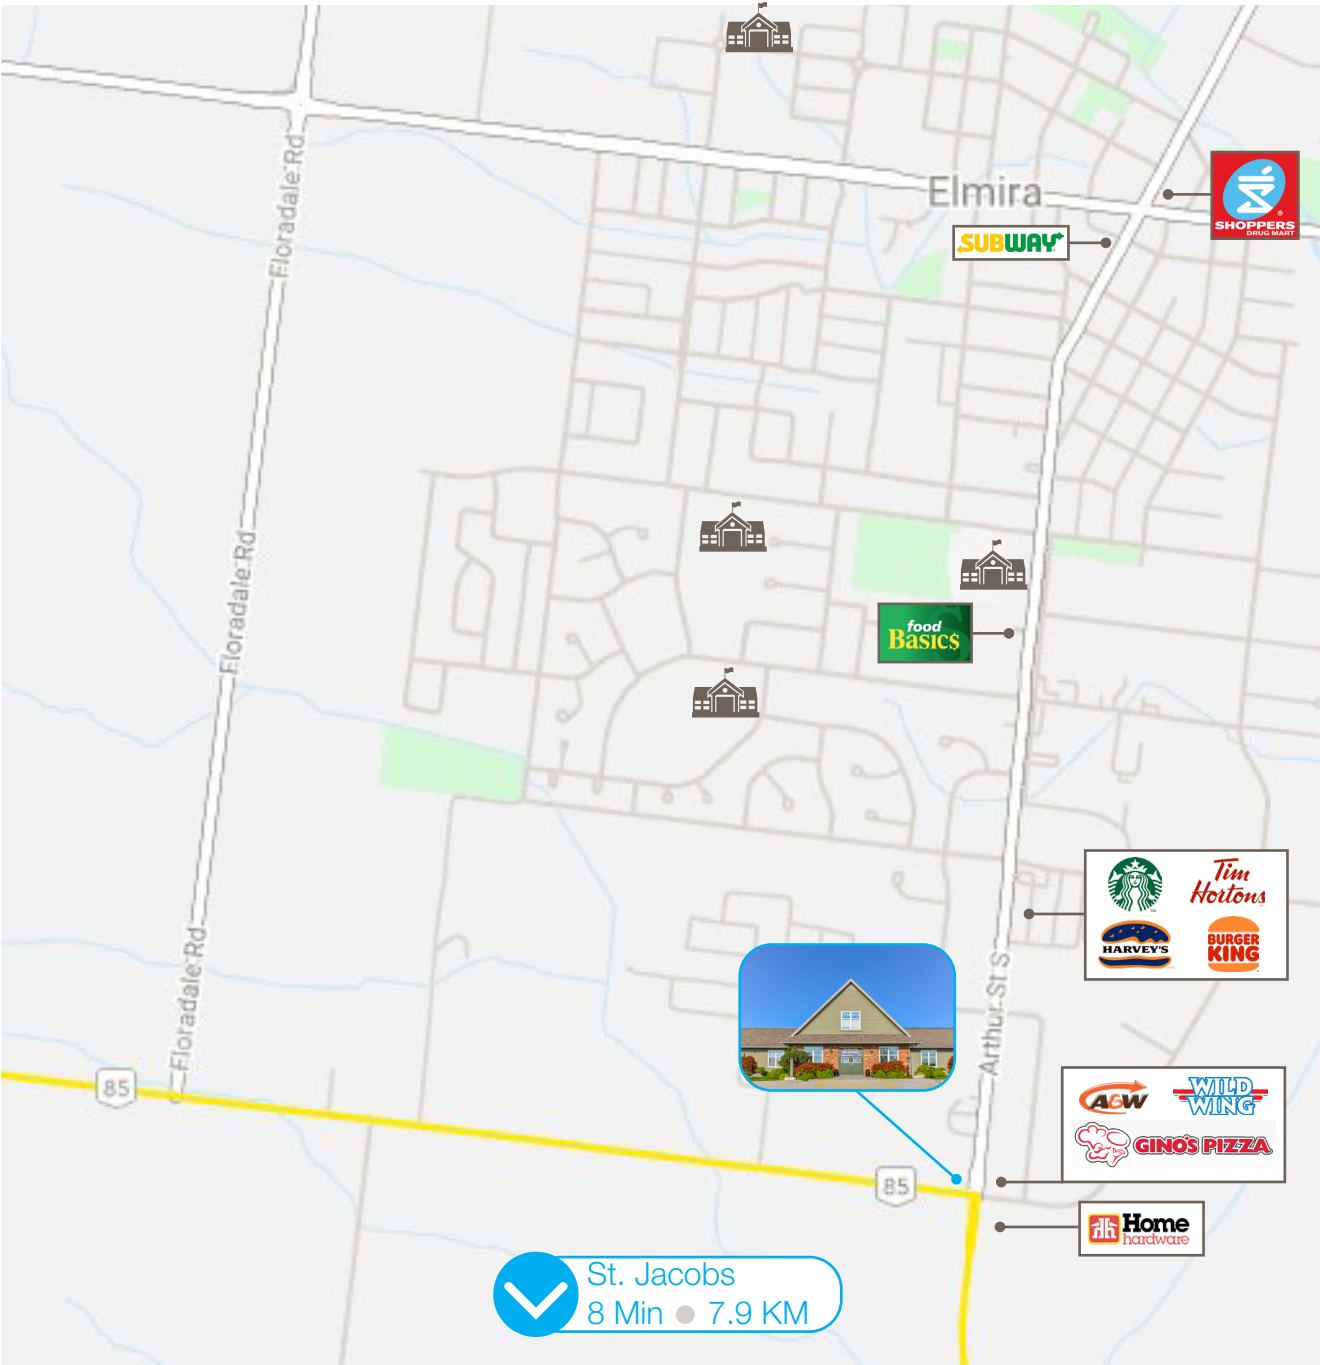 Floradale Rd
Elmira
SHOPPERS
DRUG MART
SUBWAY
Floradale Rd
food
Basics
Floradale Rd
Tim
Hortons
HARVEY'S
BURGER
KING
Arthur St S
85
A&W
WILD
WING
GINO'S PIZZA
85
Home
hardware
St. Jacobs
8 Min ● 7.9 KM